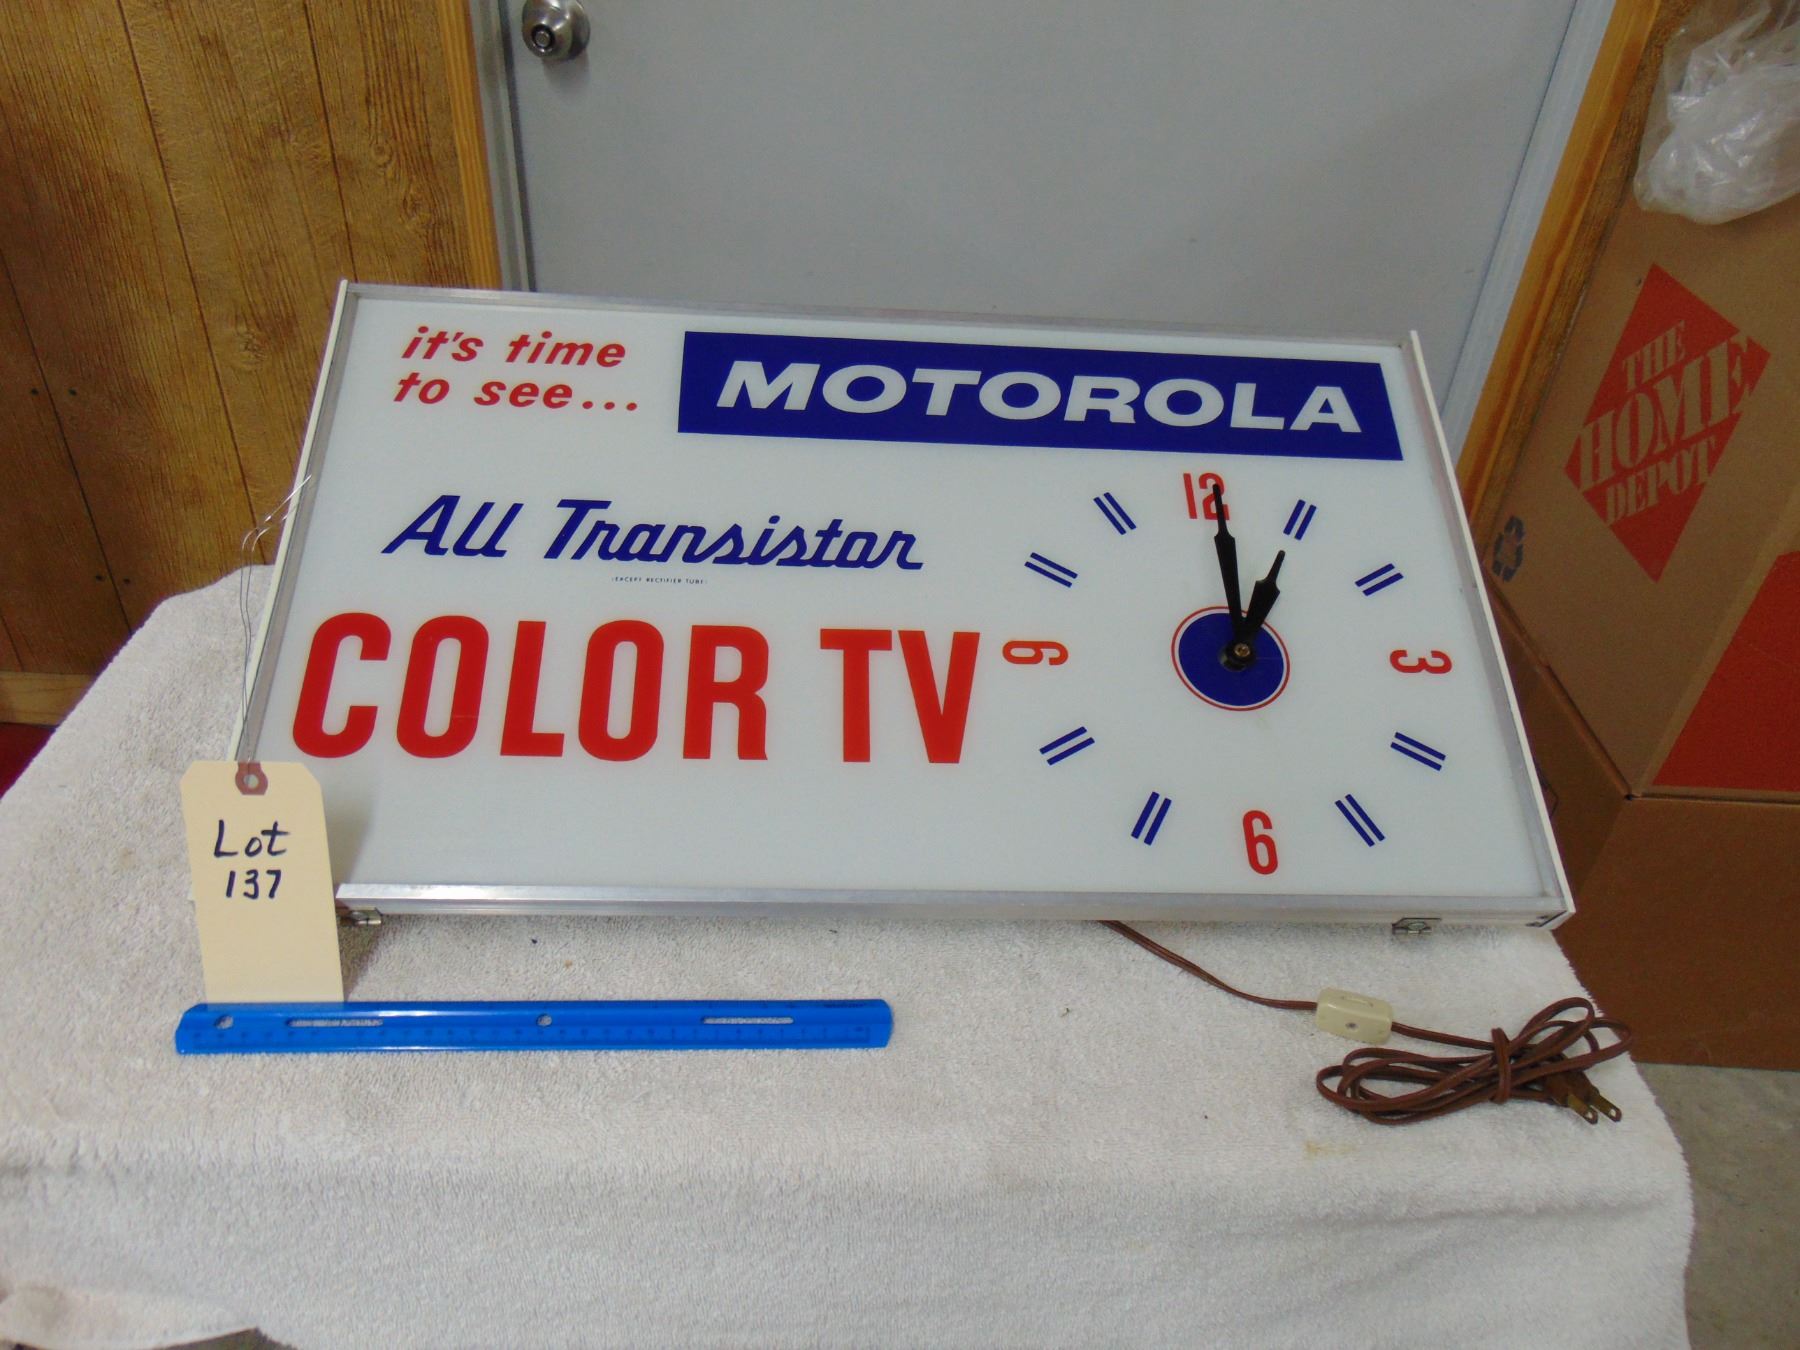 it's time
to see...
MOTOROLA
All Transistor
(EXCEPT RECTIFIER TUBE)
COLOR TV
12
3
6
9
Lot
137
THE
HOME
DEPOT